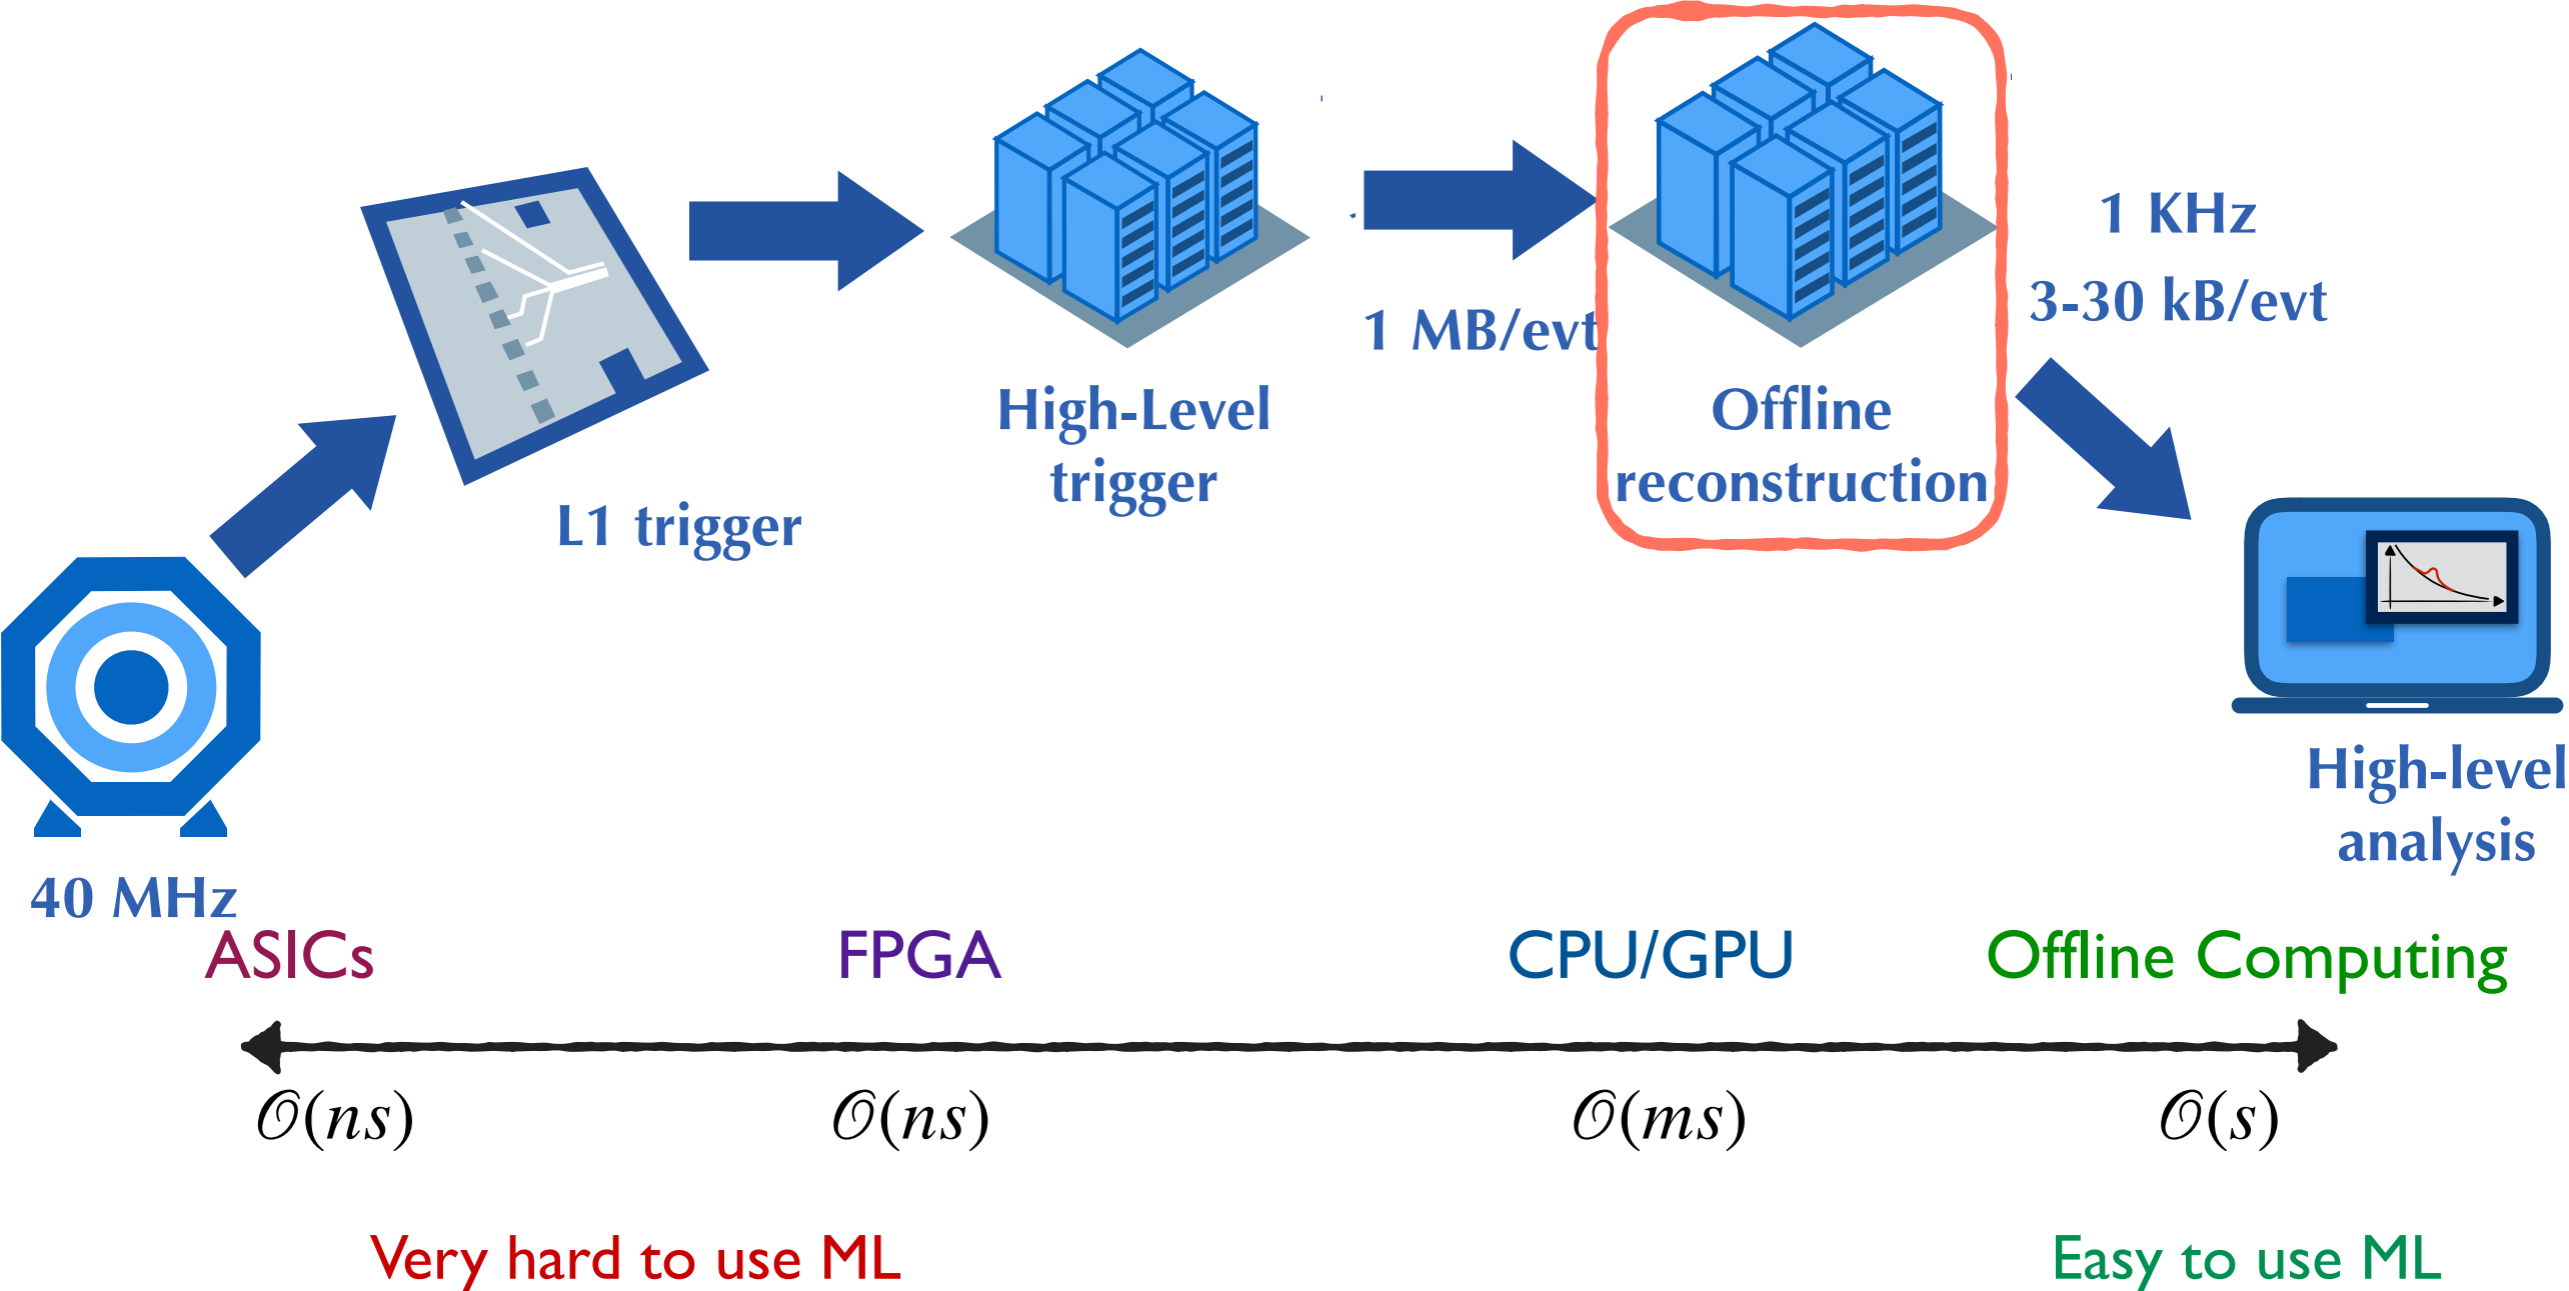 1 KHz
3-30 kB/evt
1 MB/evt
High-Level
trigger
Offline
reconstruction
L1 trigger
High-level
analysis
40 MHz
ASICs
FPGA
CPU/GPU
Offline Computing
𝒪(ns)
𝒪(ns)
𝒪(ms)
𝒪(s)
Very hard to use ML
Easy to use ML